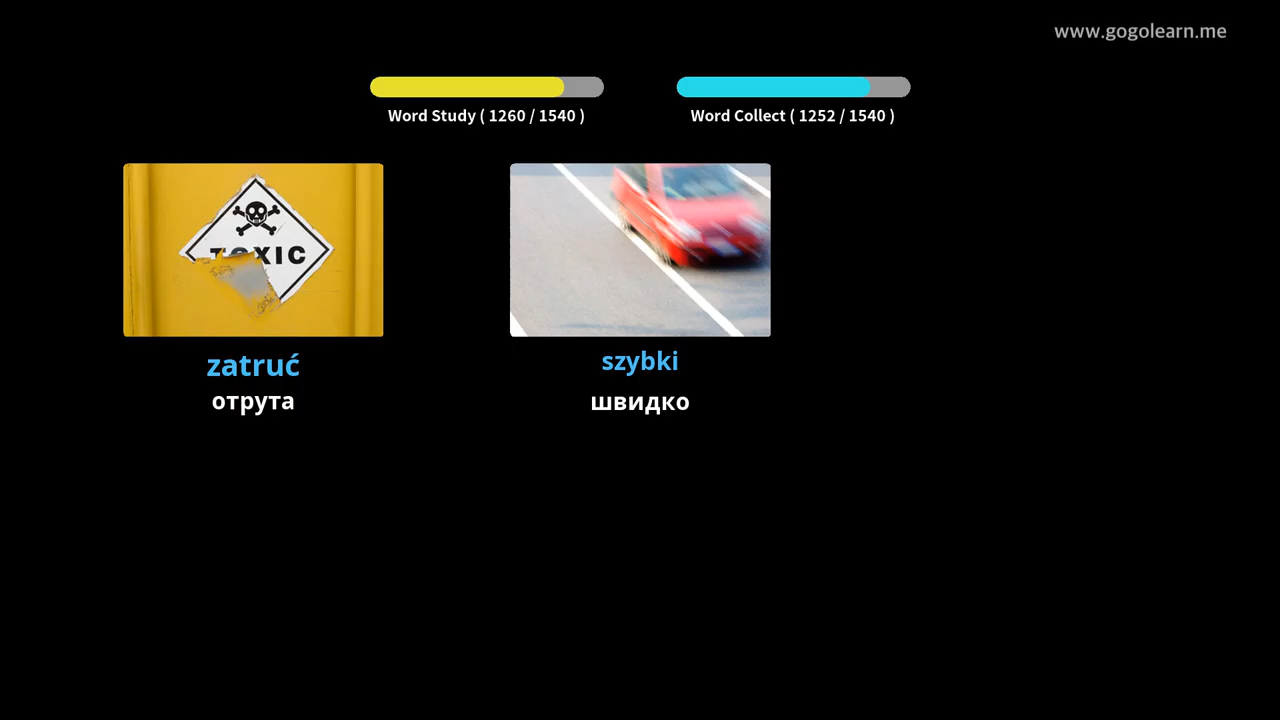 www.gogolearn.me
Word Study ( 1260 / 1540 )
Word Collect ( 1252 / 1540 )
TOXIC
zatruć
отрута
szybki
швидко